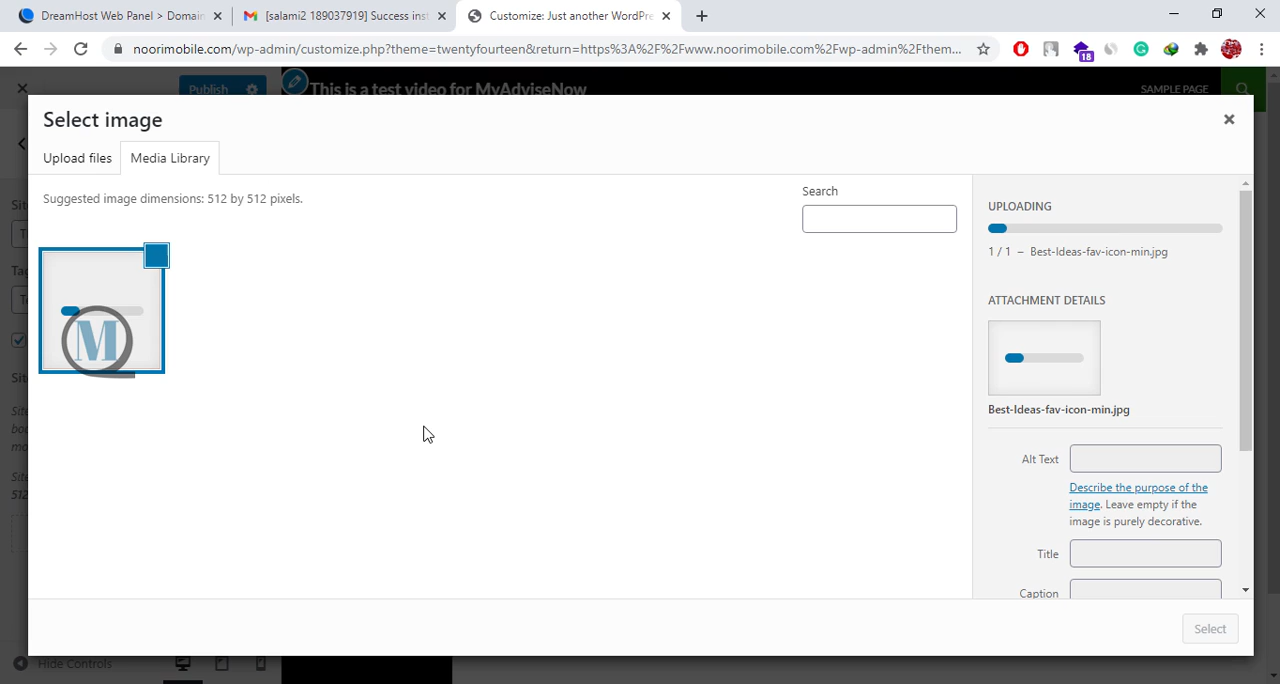 DreamHost Web Panel > Domain
[salami2 189037919] Success inst
Customize: Just another WordPre
noorimobile.com/wp-admin/customize.php?theme=twentyfourteen&return=https%3A%2F%2Fwww.noorimobile.com%2Fwp-admin%2Fthem...
18
Publish
This is a test video for MyAdviseNow
SAMPLE PAGE
Select image
Upload files
Media Library
Suggested image dimensions: 512 by 512 pixels.
Search
M
UPLOADING
1 / 1 – Best-Ideas-fav-icon-min.jpg
ATTACHMENT DETAILS
Best-Ideas-fav-icon-min.jpg
Alt Text
Describe the purpose of the
image. Leave empty if the
image is purely decorative.
Title
Caption
Select
Hide Controls